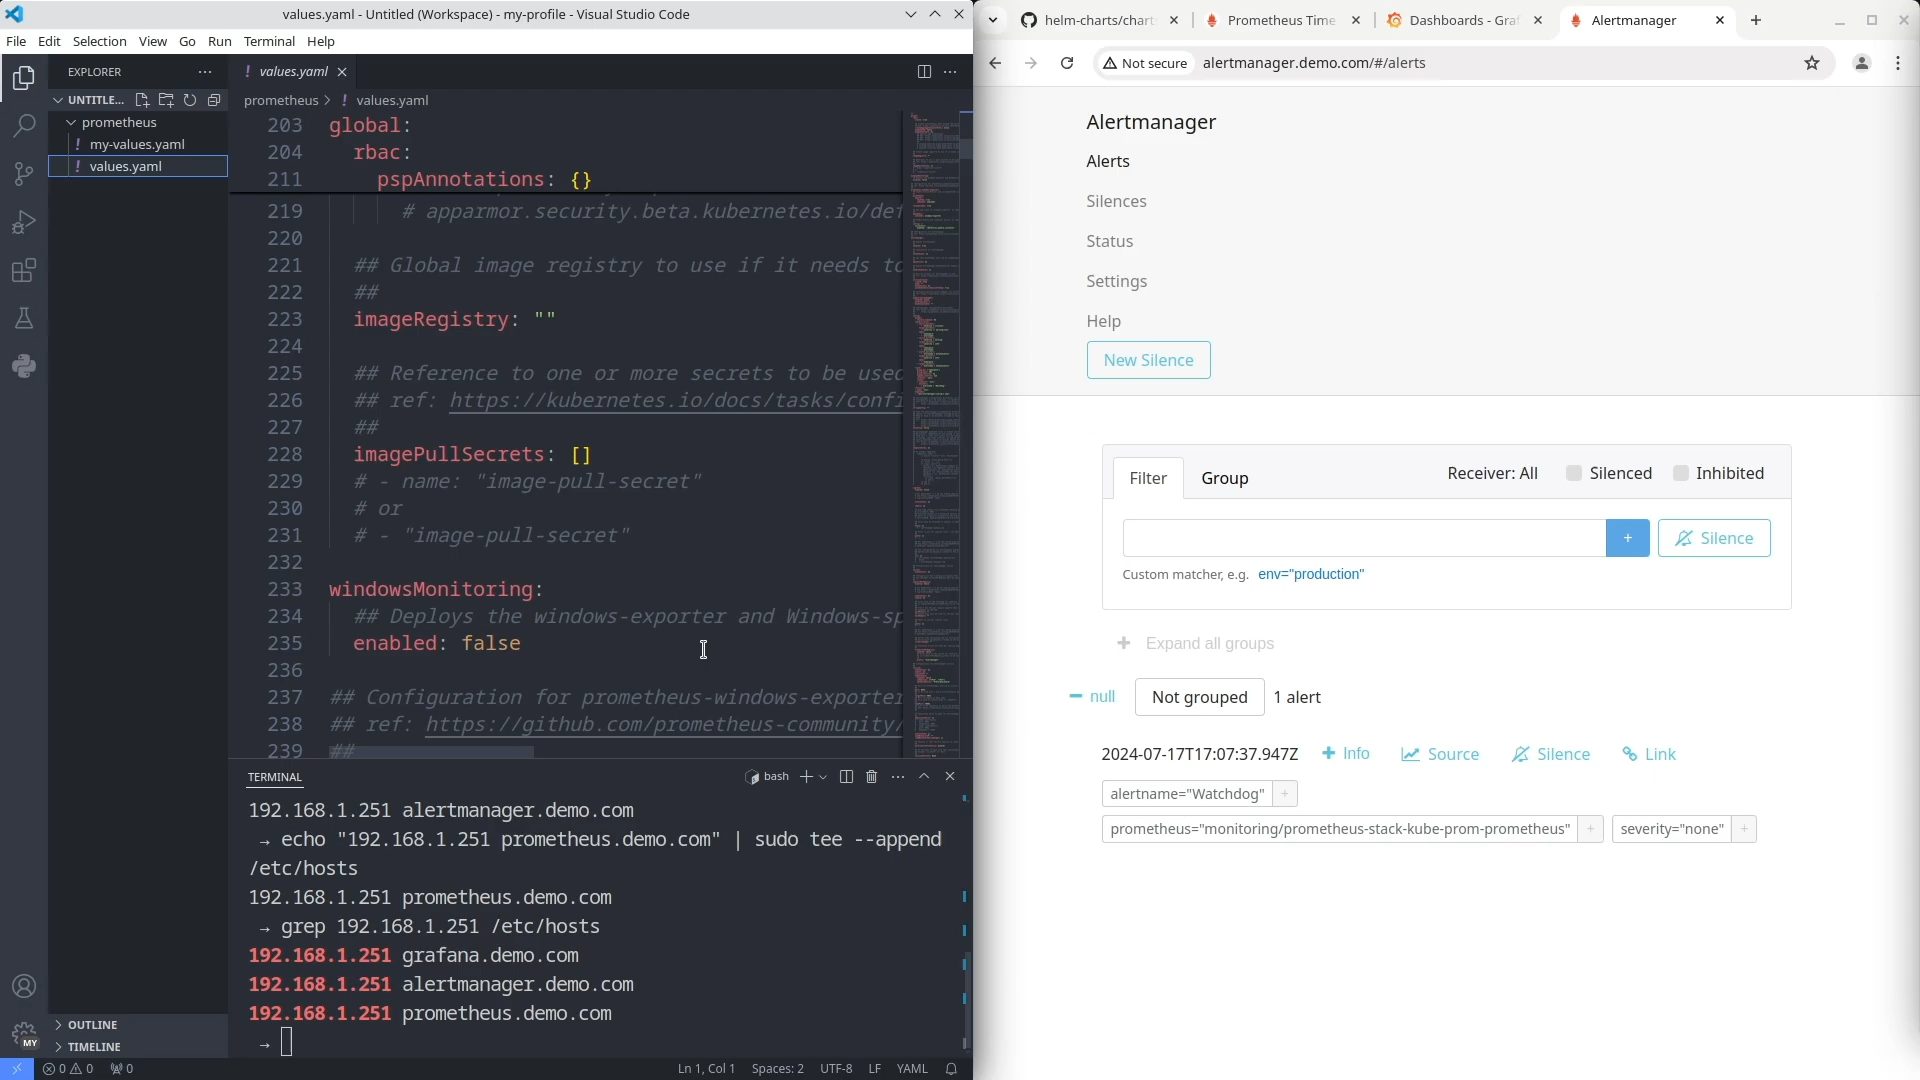 values.yaml - Untitled (Workspace) - my-profile - Visual Studio Code
File Edit Selection View Go Run Terminal Help
EXPLORER
UNTITLE...
prometheus
! my-values.yaml
! values.yaml
OUTLINE
TIMELINE
! values.yaml
prometheus > ! values.yaml
203 global:
204 rbac:
211 pspAnnotations: {}
219 # apparmor.security.beta.kubernetes.io/def
220
221 ## Global image registry to use if it needs to
222 ##
223 imageRegistry: ""
224
225 ## Reference to one or more secrets to be used
226 ## ref: https://kubernetes.io/docs/tasks/confi
227 ##
228 imagePullSecrets: []
229 # - name: "image-pull-secret"
230 # or
231 # - "image-pull-secret"
232
233 windowsMonitoring:
234 ## Deploys the windows-exporter and Windows-sp
235 enabled: false
236
237 ## Configuration for prometheus-windows-exporter
238 ## ref: https://github.com/prometheus-community/
239 ##
TERMINAL
bash
192.168.1.251 alertmanager.demo.com
→ echo "192.168.1.251 prometheus.demo.com" | sudo tee --append
/etc/hosts
192.168.1.251 prometheus.demo.com
→ grep 192.168.1.251 /etc/hosts
192.168.1.251 grafana.demo.com
192.168.1.251 alertmanager.demo.com
192.168.1.251 prometheus.demo.com
→
MY
0 0 0
Ln 1, Col 1 Spaces: 2 UTF-8 LF YAML
helm-charts/chart Prometheus Time Dashboards - Gra Alertmanager
Not secure alertmanager.demo.com/#/alerts
Alertmanager
Alerts
Silences
Status
Settings
Help
New Silence
Filter Group Receiver: All Silenced Inhibited
+ Silence
Custom matcher, e.g. env="production"
+ Expand all groups
null Not grouped 1 alert
2024-07-17T17:07:37.947Z + Info Source Silence Link
alertname="Watchdog" +
prometheus="monitoring/prometheus-stack-kube-prom-prometheus" + severity="none" +